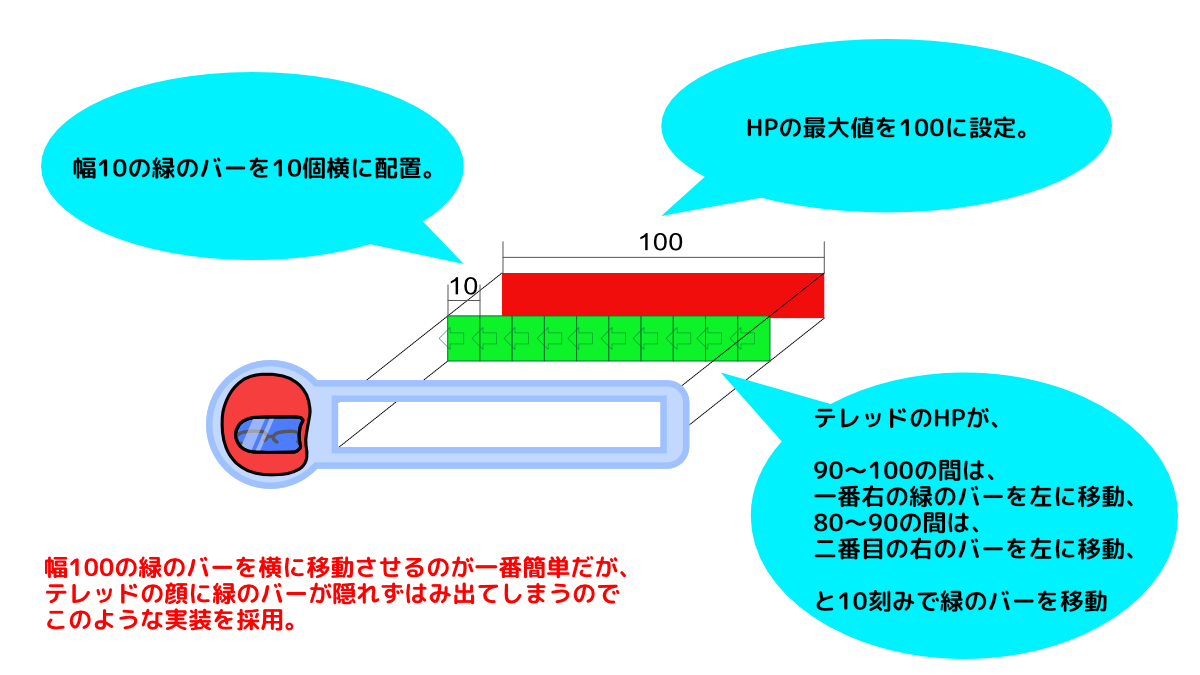 HPの最大値を100に設定。
幅10の緑のバーを10個横に配置。
100
10
テレッドのHPが、
90～100の間は、
一番右の緑のバーを左に移動、
80～90の間は、
二番目の右のバーを左に移動、
と10刻みで緑のバーを移動
幅100の緑のバーを横に移動させるのが一番簡単だが、
テレッドの顔に緑のバーが隠れずはみ出てしまうので
このような実装を採用。